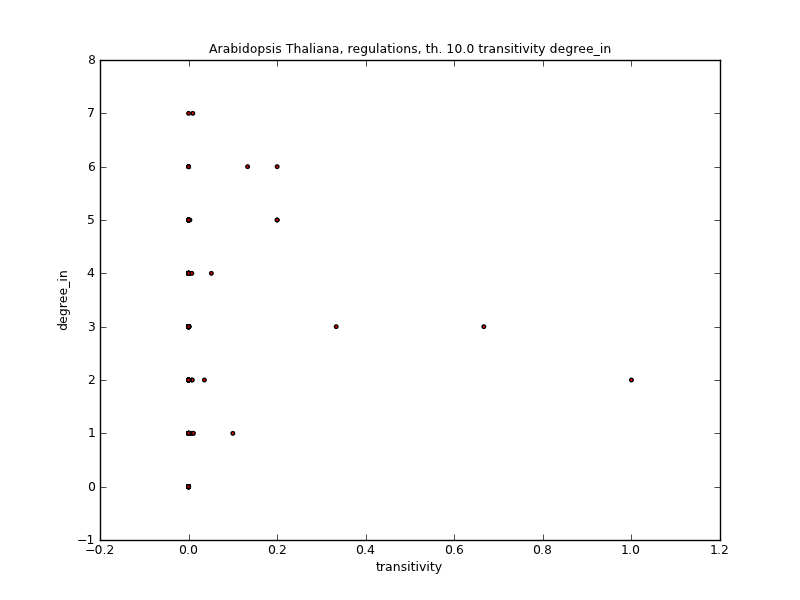 Arabidopsis Thaliana, regulations, th. 10.0 transitivity degree_in
8
7
6
5
4
3
2
1
0
−1
degree_in
−0.2 0.0 0.2 0.4 0.6 0.8 1.0 1.2
transitivity